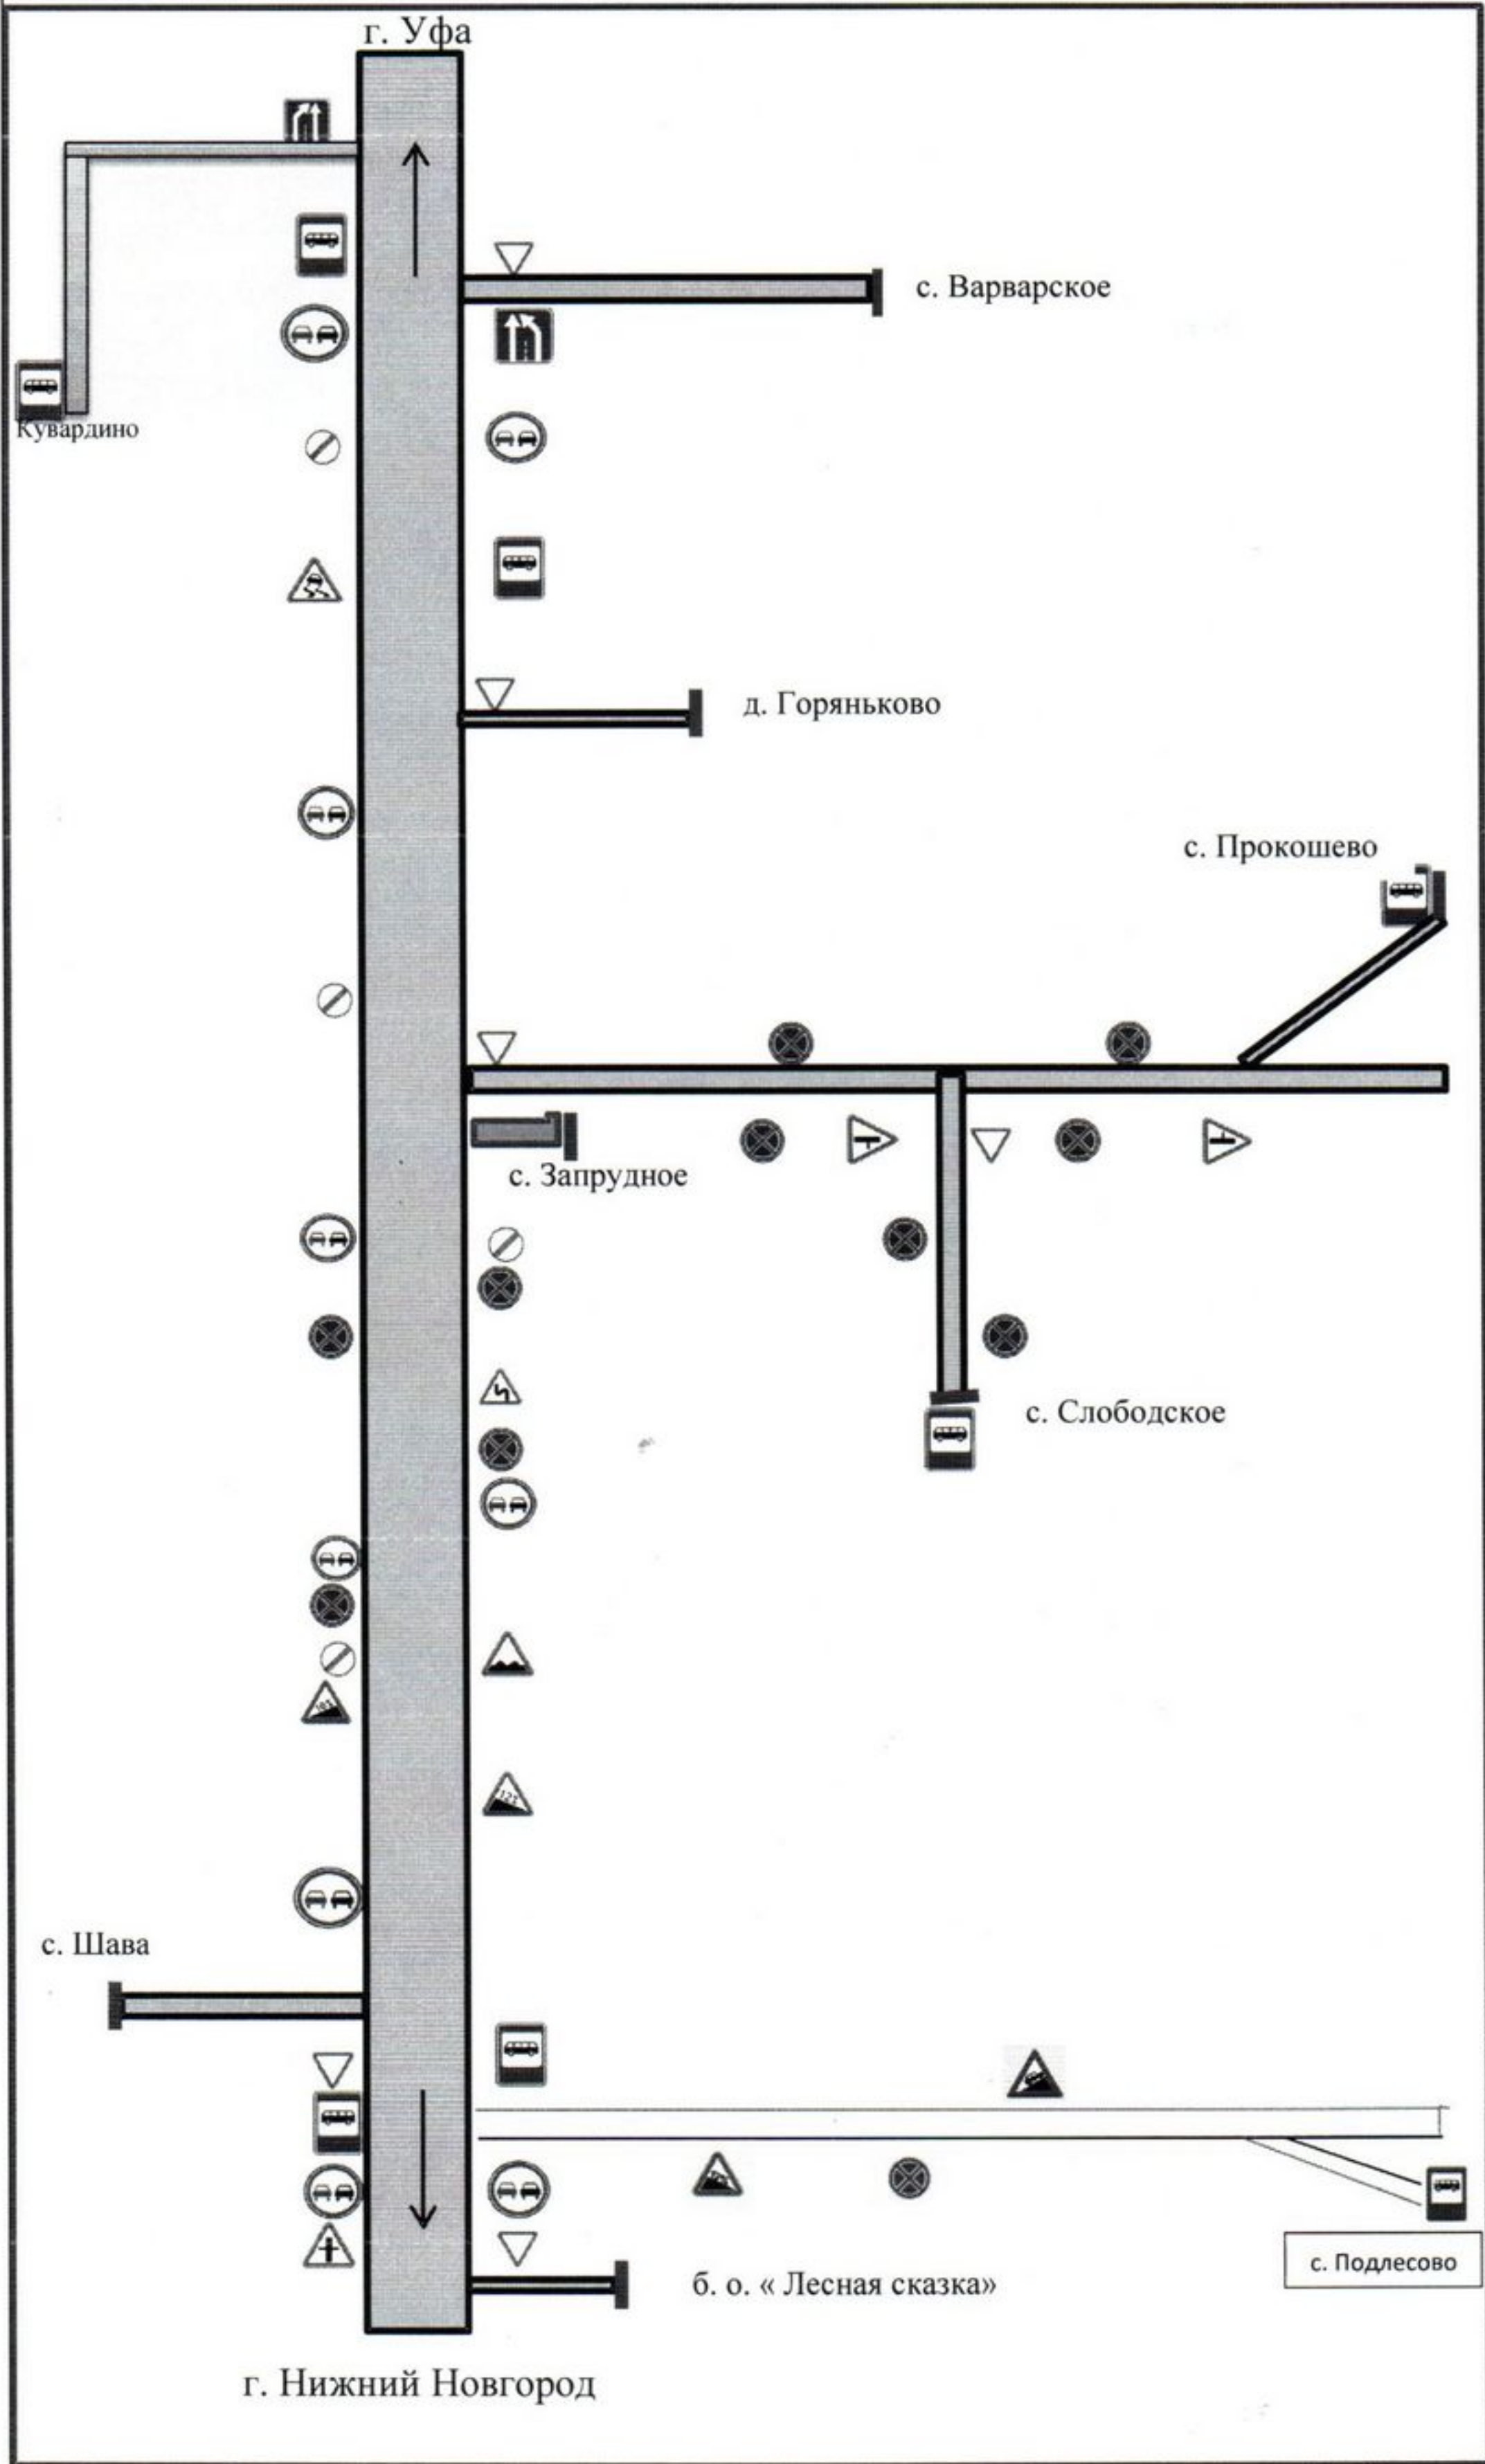 г. Уфа
с. Варварское
Кувардино
д. Горяньково
с. Прокошево
с. Запрудное
с. Слободское
с. Шава
с. Подлесово
б. о. « Лесная сказка»
г. Нижний Новгород